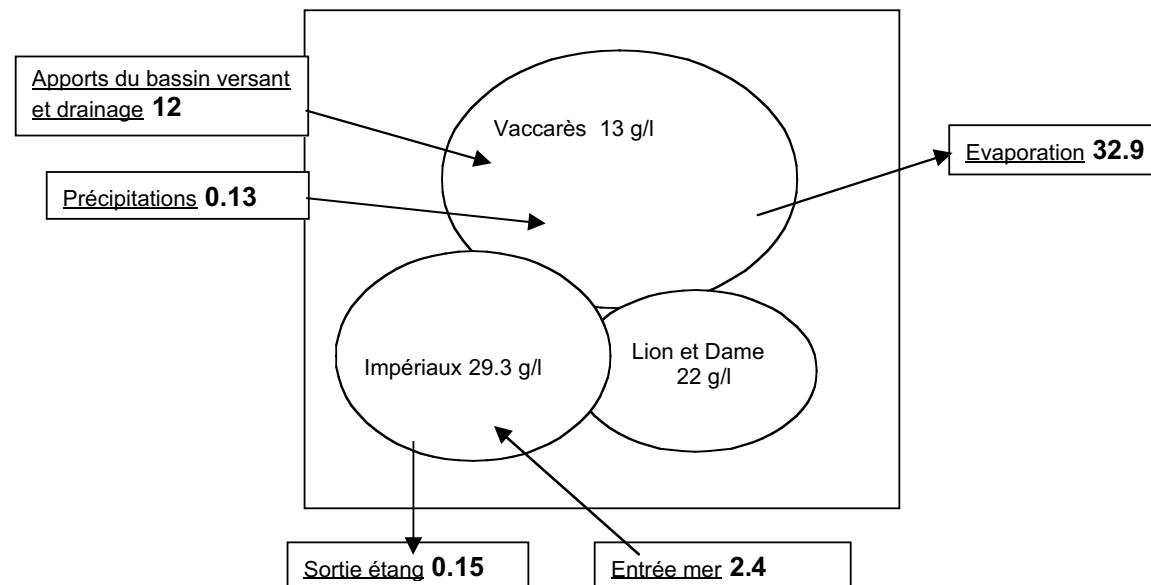 Apports du bassin versant
et drainage 12
Vaccarès  13 g/l
Evaporation 32.9
Précipitations 0.13
Impériaux 29.3 g/l
Lion et Dame
22 g/l
Sortie étang 0.15
Entrée mer 2.4